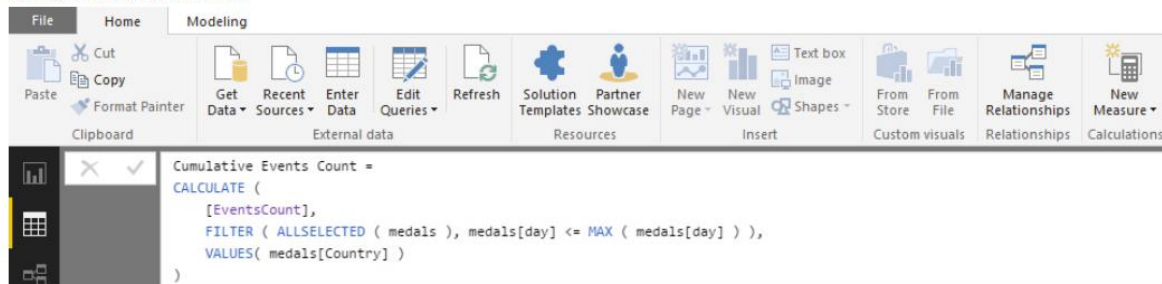 File Home Modeling
Cut
Copy
Format Painter
Paste
Get Data
Recent Sources
Enter Data
Edit Queries
Refresh
Solution Templates
Partner Showcase
New Page
New Visual
Text box
Image
Shapes
From Store
From File
Manage Relationships
New Measure
Clipboard External data Resources Insert Custom visuals Relationships Calculations
Cumulative Events Count =
CALCULATE (
[EventsCount],
FILTER ( ALLSELECTED ( medals ), medals[day] <= MAX ( medals[day] ) ),
VALUES( medals[Country] )
)